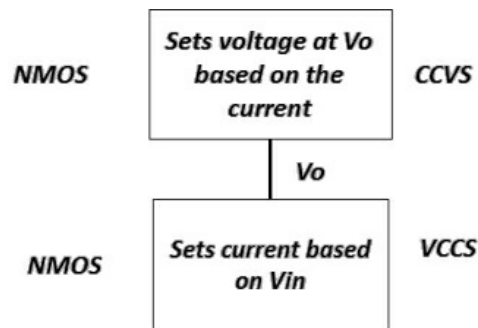 Sets voltage at Vo
NMOS
based on the
CCVS
current
Vo
Sets current based
VCCS
NMOS
on Vin